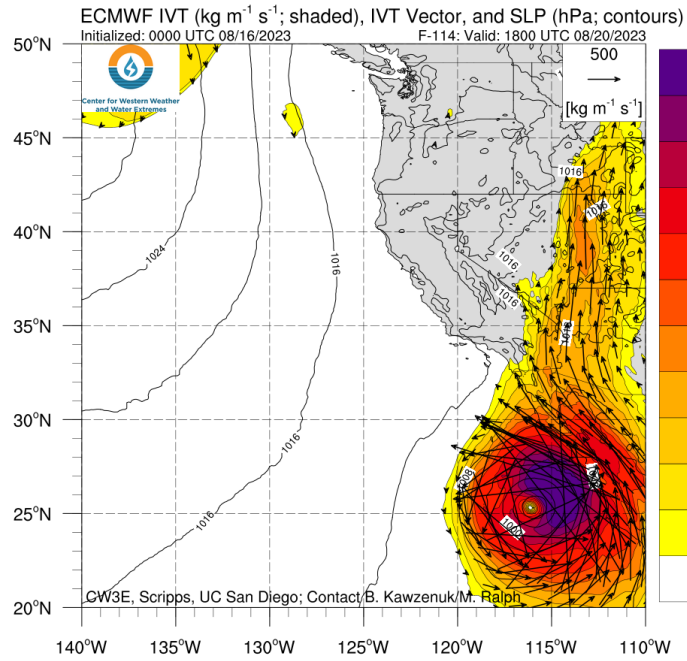 ECMWF IVT (kg m⁻¹ s⁻¹; shaded), IVT Vector, and SLP (hPa; contours)
Initialized: 0000 UTC 08/16/2023 F-114: Valid: 1800 UTC 08/20/2023
50°N
500
[kg m⁻¹ s⁻¹]
Center for Western Weather
and Water Extremes
45°N
1016
1016
40°N
1024
1016
1016
1016
35°N
1016
30°N
1016
1008
25°N
1016
1000
CW3E, Scripps, UC San Diego; Contact B. Kawzenuk/M. Ralph
20°N
140°W 135°W 130°W 125°W 120°W 115°W 110°W